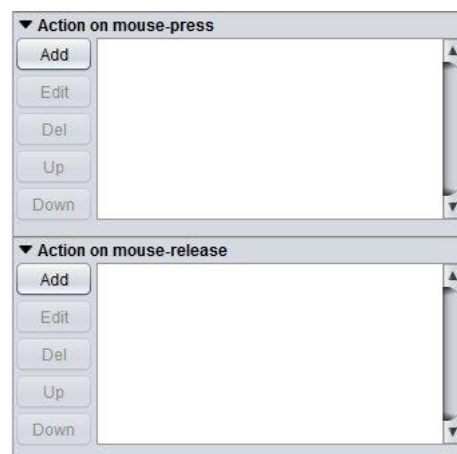 Action on mouse-press
Add
Edit
Del
Up
Down
Action on mouse-release
Add
Edit
Del
Up
Down